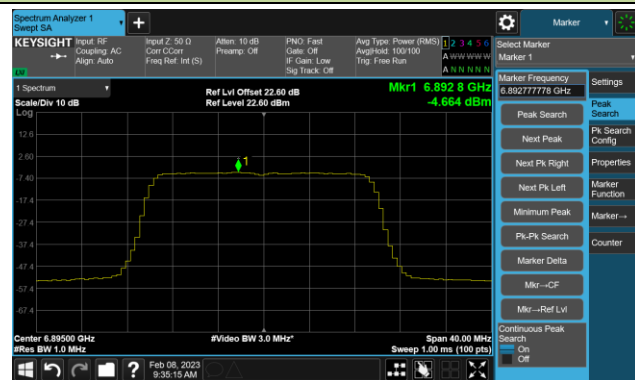 Spectrum Analyzer 1
Swept SA
Marker
KEYSIGHT
Input: RF
Coupling: AC
Align: Auto
Input Z: 50 Ω
Corr CCorr
Freq Ref: Int (S)
Atten: 10 dB
Preamp: Off
PNO: Fast
Gate: Off
IF Gain: Low
Sig Track: Off
Avg Type: Power (RMS)
Avg|Hold: 100/100
Trig: Free Run
1 2 3 4 5 6
A W W W W W
A N N N N N
LW
Select Marker
Marker 1
1 Spectrum
Scale/Div 10 dB
Log
Ref Lvl Offset 22.60 dB
Ref Level 22.60 dBm
Mkr1 6.892 8 GHz
-4.664 dBm
12.6
2.60
-7.40
-17.4
-27.4
-37.4
-47.4
-57.4
-67.4
1
Center 6.89500 GHz
#Res BW 1.0 MHz
#Video BW 3.0 MHz*
Span 40.00 MHz
Sweep 1.00 ms (100 pts)
Marker Frequency
6.892777778 GHz
Peak Search
Next Peak
Next Pk Right
Next Pk Left
Minimum Peak
Pk-Pk Search
Marker Delta
Mkr→CF
Mkr→Ref Lvl
Continuous Peak
Search
On
Off
Settings
Peak
Search
Pk Search
Config
Properties
Marker
Function
Marker→
Counter
Feb 08, 2023
9:35:15 AM